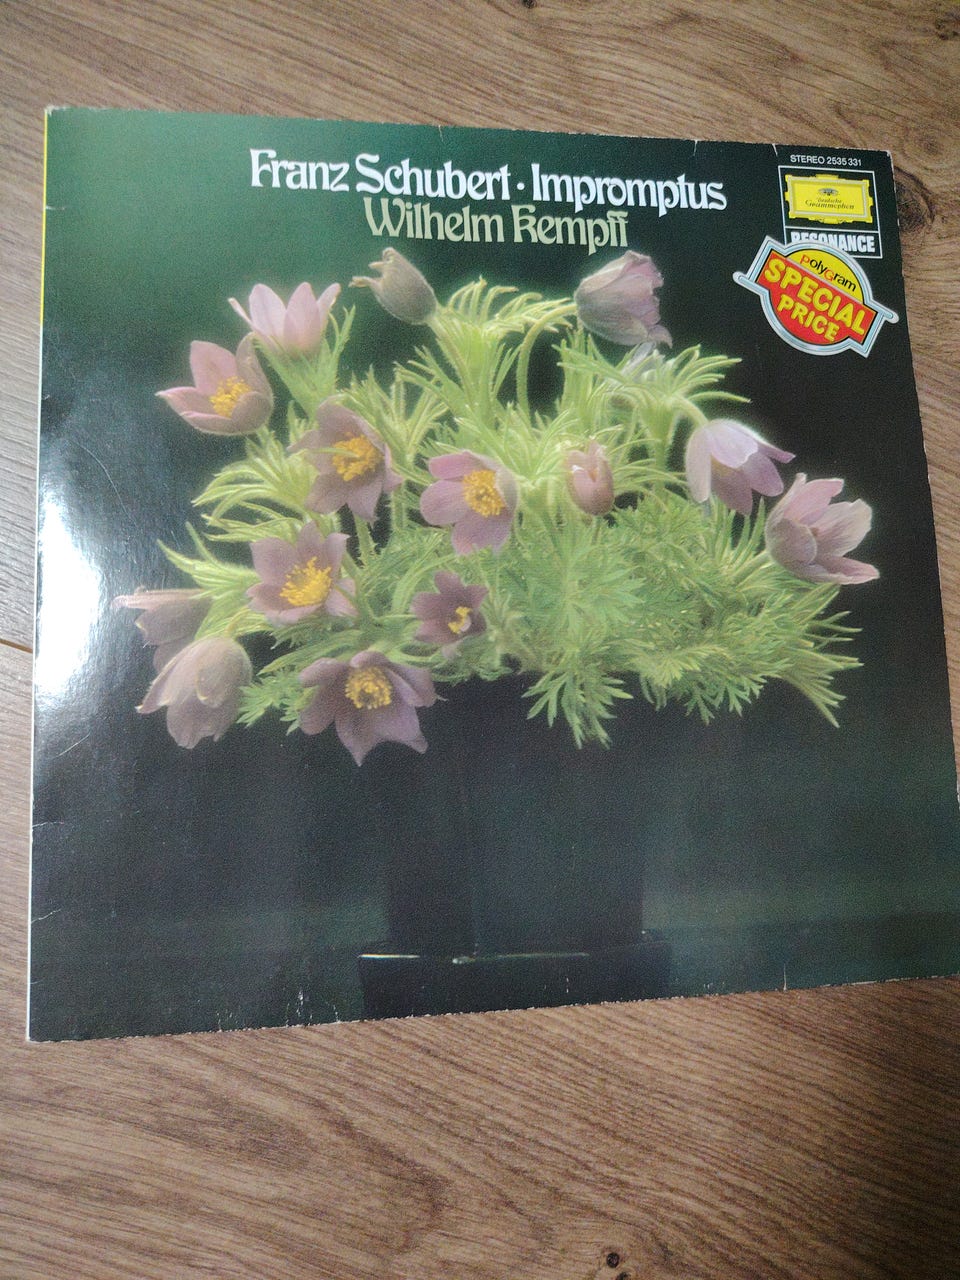 Franz Schubert · Impromptus
Wilhelm Kempff
STEREO 2535 331
Deutsche
Grammophon
RESONANCE
PolyGram
SPECIAL
PRICE